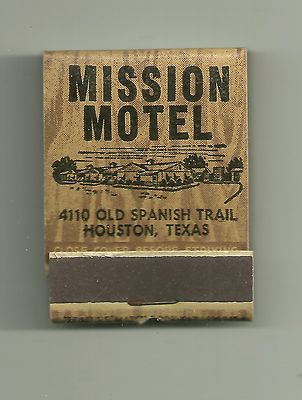 MISSION
MOTEL
4110 OLD SPANISH TRAIL
HOUSTON, TEXAS
CLOSE COVER BEFORE STRIKING